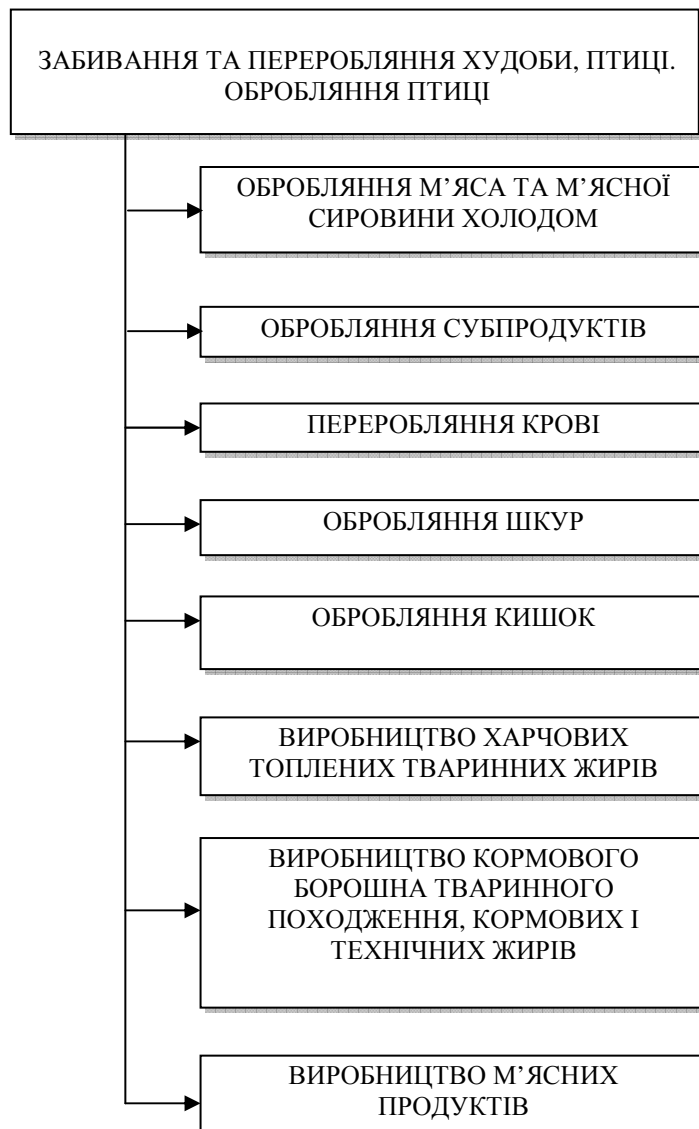 ЗАБИВАННЯ ТА ПЕРЕРОБЛЯННЯ ХУДОБИ, ПТИЦІ.
ОБРОБЛЯННЯ ПТИЦІ
ОБРОБЛЯННЯ М’ЯСА ТА М’ЯСНОЇ
СИРОВИНИ ХОЛОДОМ
ОБРОБЛЯННЯ СУБПРОДУКТІВ
ПЕРЕРОБЛЯННЯ КРОВІ
ОБРОБЛЯННЯ ШКУР
ОБРОБЛЯННЯ КИШОК
ВИРОБНИЦТВО ХАРЧОВИХ
ТОПЛЕНИХ ТВАРИННИХ ЖИРІВ
ВИРОБНИЦТВО КОРМОВОГО
БОРОШНА ТВАРИННОГО
ПОХОДЖЕННЯ, КОРМОВИХ І
ТЕХНІЧНИХ ЖИРІВ
ВИРОБНИЦТВО М’ЯСНИХ
ПРОДУКТІВ